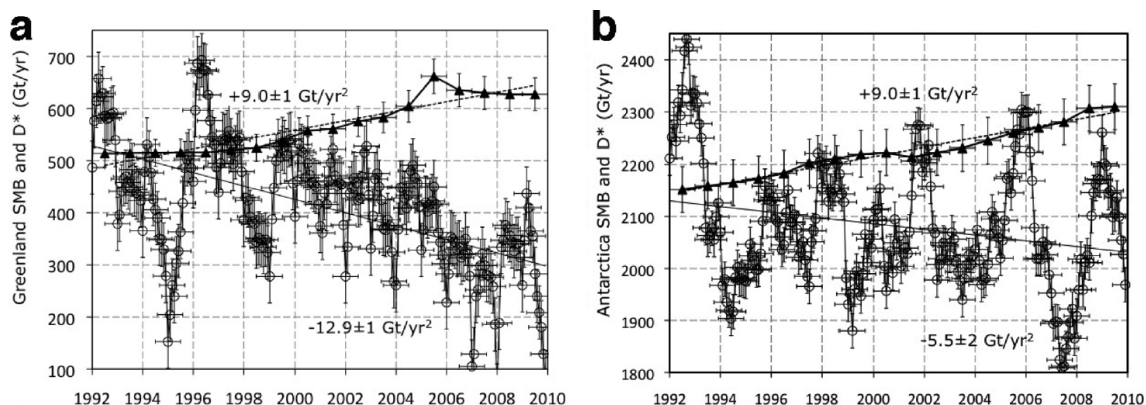 a
Greenland SMB and D* (Gt/yr)
700
600
500
400
300
200
100
+9.0±1 Gt/yr²
-12.9±1 Gt/yr²
1992 1994 1996 1998 2000 2002 2004 2006 2008 2010
b
Antarctica SMB and D* (Gt/yr)
2400
2300
2200
2100
2000
1900
1800
+9.0±1 Gt/yr²
-5.5±2 Gt/yr²
1992 1994 1996 1998 2000 2002 2004 2006 2008 2010